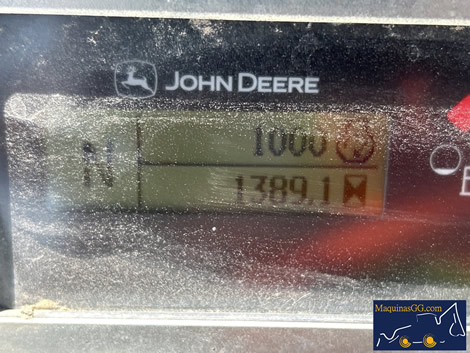 JOHN DEERE
N
1000
1389.1
E
MaquinasGG.com